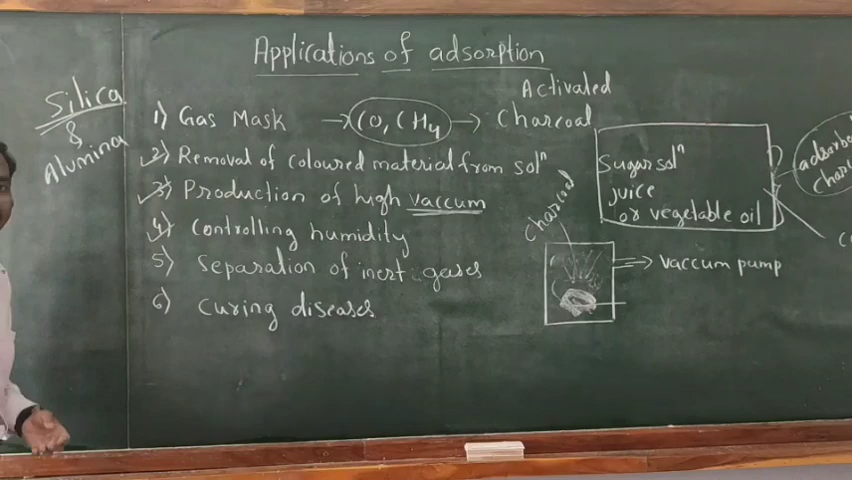 Applications of adsorption
Silica
&
Alumina
1) Gas Mask → CO, CH4 → Activated Charcoal
2) Removal of coloured material from solⁿ
3) Production of high vaccum
4) Controlling humidity
5) Separation of inert gases
6) Curing diseases
Sugar solⁿ
juice
or vegetable oil
adsorbe
charco
Charcoal
→ vaccum pump